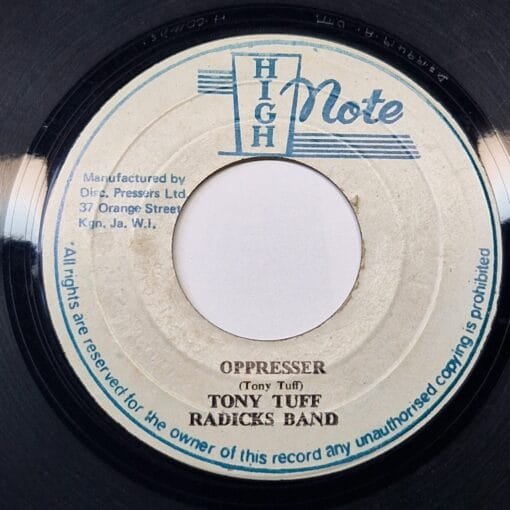 HIGH
Note
Manufactured by
Disc. Pressers Ltd
37 Orange Street
Kgn. Ja. W.I.
OPPRESSER
(Tony Tuff)
TONY TUFF
RADICKS BAND
All rights are reserved for the owner of this record any unauthorised copying is prohibited